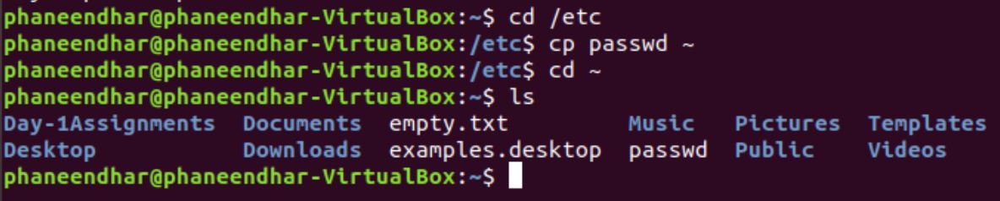 phaneendhar@phaneendhar-VirtualBox:~$ cd /etc
phaneendhar@phaneendhar-VirtualBox:/etc$ cp passwd ~
phaneendhar@phaneendhar-VirtualBox:/etc$ cd ~
phaneendhar@phaneendhar-VirtualBox:~$ ls
Day-1Assignments  Documents  empty.txt         Music   Pictures  Templates
Desktop           Downloads  examples.desktop  passwd  Public    Videos
phaneendhar@phaneendhar-VirtualBox:~$